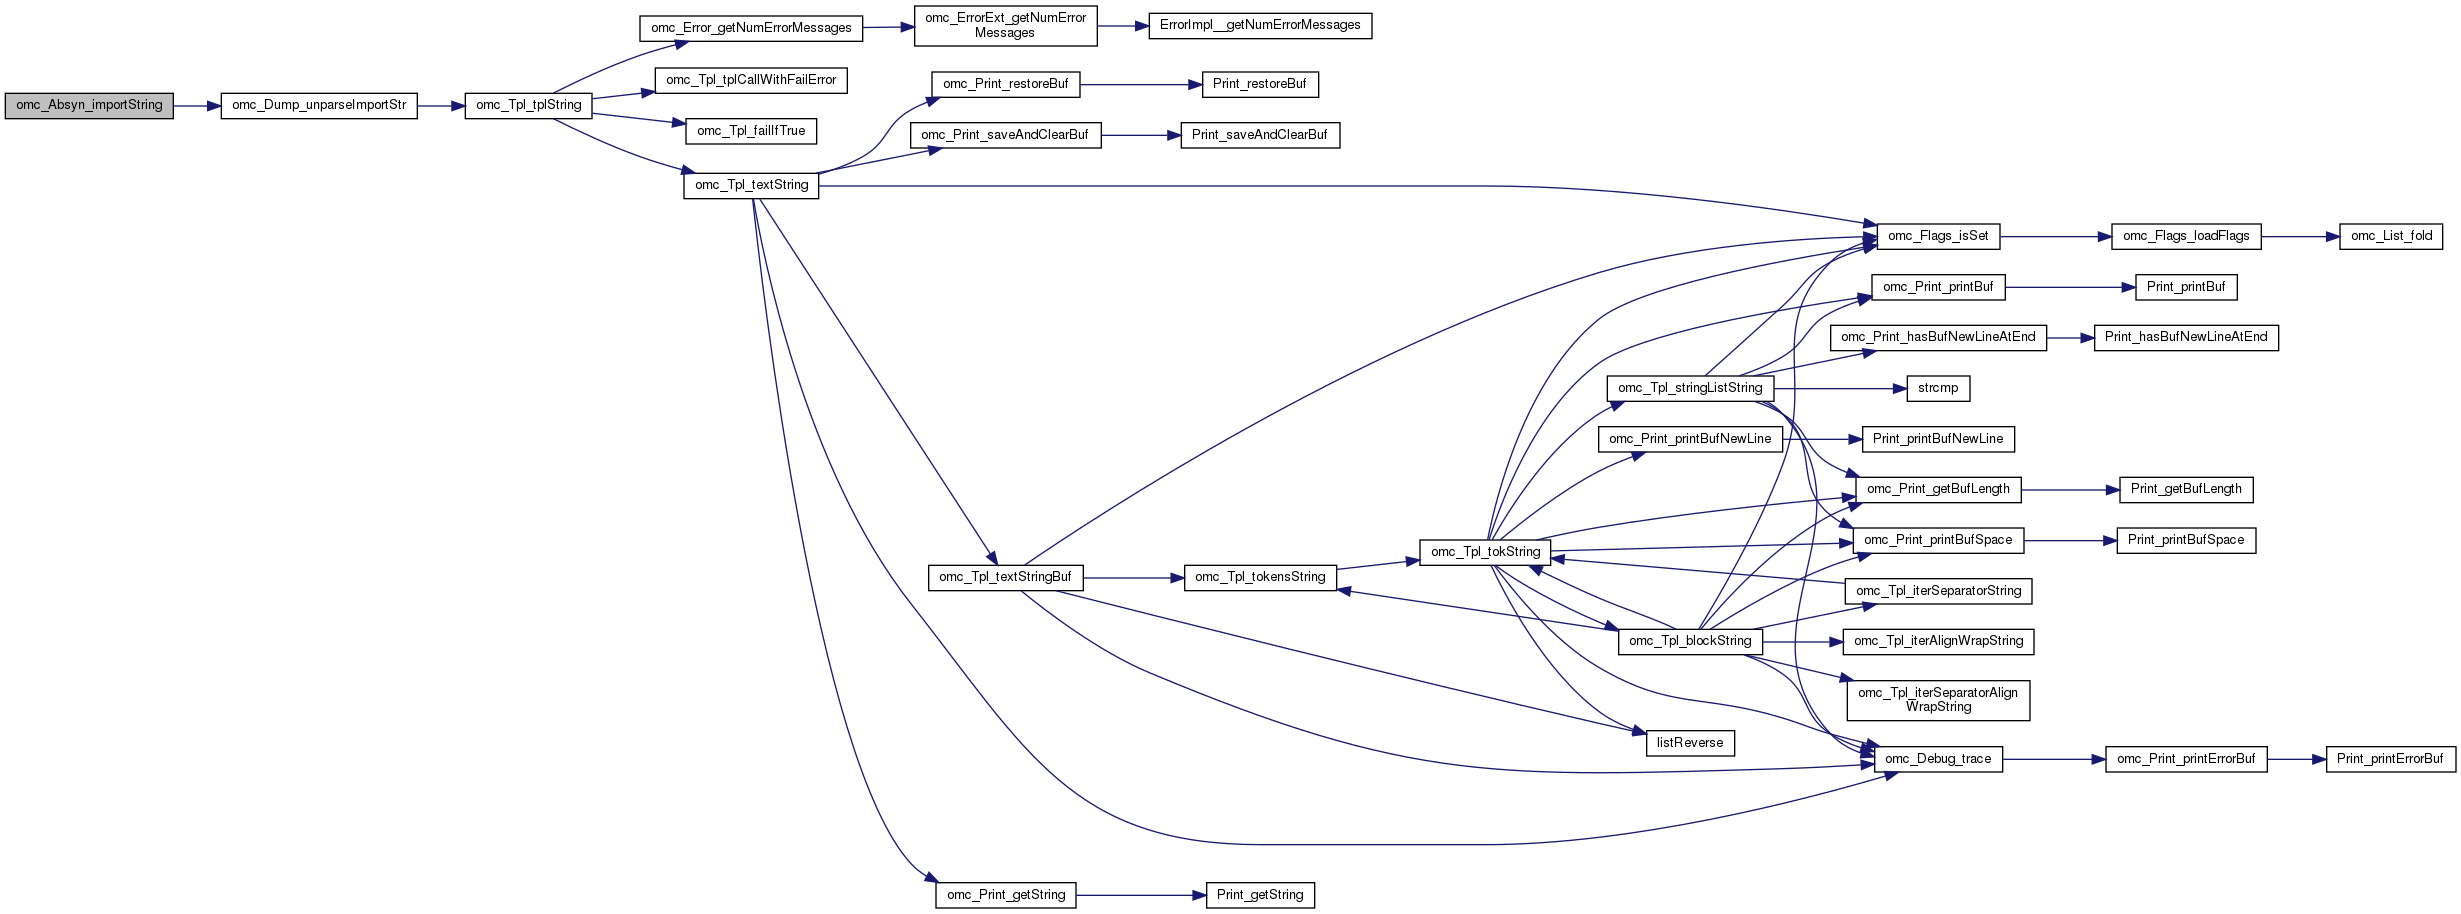 omc_Absyn_importString
omc_Dump_unparseImportStr
omc_Tpl_tplString
omc_Error_getNumErrorMessages
omc_ErrorExt_getNumError
Messages
ErrorImpl__getNumErrorMessages
omc_Tpl_tplCallWithFailError
omc_Tpl_failIfTrue
omc_Tpl_textString
omc_Print_restoreBuf
Print_restoreBuf
omc_Print_saveAndClearBuf
Print_saveAndClearBuf
omc_Flags_isSet
omc_Flags_loadFlags
omc_List_fold
omc_Print_printBuf
Print_printBuf
omc_Print_hasBufNewLineAtEnd
Print_hasBufNewLineAtEnd
omc_Tpl_stringListString
strcmp
omc_Print_printBufNewLine
Print_printBufNewLine
omc_Print_getBufLength
Print_getBufLength
omc_Print_printBufSpace
Print_printBufSpace
omc_Tpl_tokString
omc_Tpl_textStringBuf
omc_Tpl_tokensString
omc_Tpl_iterSeparatorString
omc_Tpl_blockString
omc_Tpl_iterAlignWrapString
omc_Tpl_iterSeparatorAlign
WrapString
listReverse
omc_Debug_trace
omc_Print_printErrorBuf
Print_printErrorBuf
omc_Print_getString
Print_getString